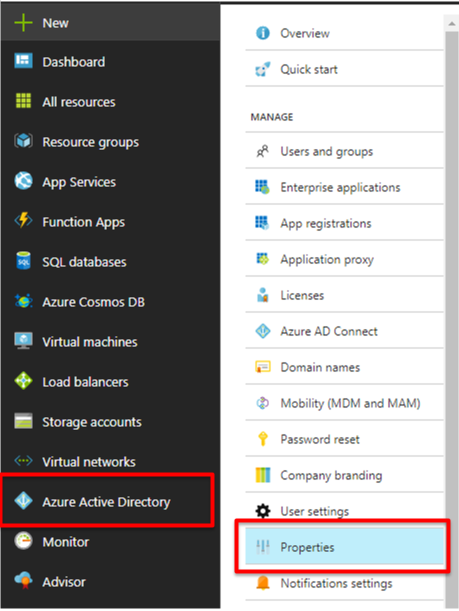 New
Dashboard
All resources
Resource groups
App Services
Function Apps
SQL databases
Azure Cosmos DB
Virtual machines
Load balancers
Storage accounts
Virtual networks
Azure Active Directory
Monitor
Advisor
Overview
Quick start
MANAGE
Users and groups
Enterprise applications
App registrations
Application proxy
Licenses
Azure AD Connect
Domain names
Mobility (MDM and MAM)
Password reset
Company branding
User settings
Properties
Notifications settings